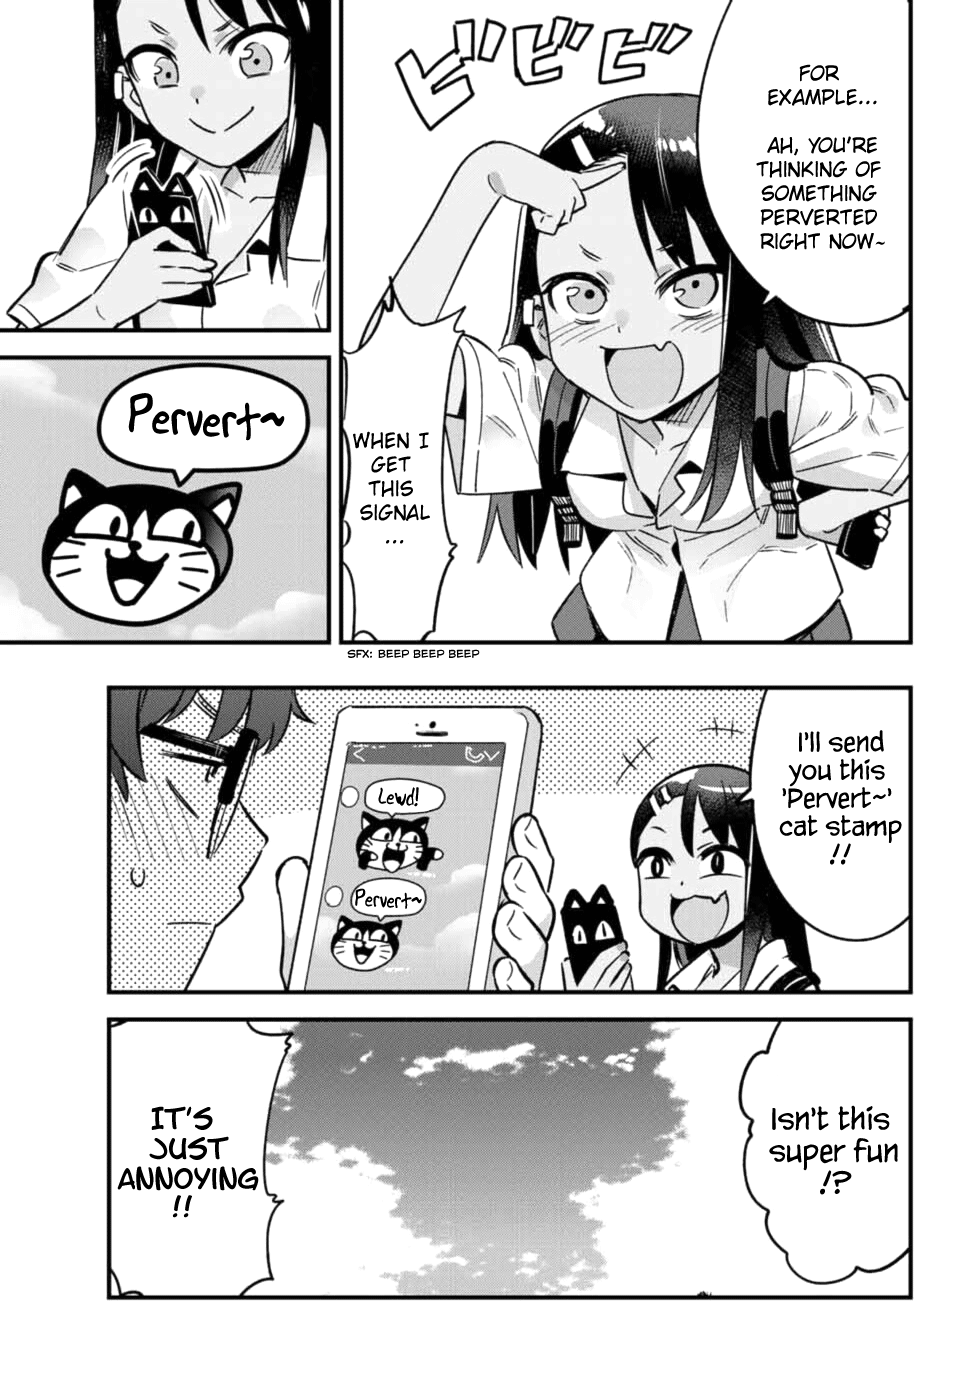 FOR
EXAMPLE...
AH, YOU'RE
THINKING OF
SOMETHING
PERVERTED
RIGHT NOW~
ビビビ
WHEN I
GET
THIS
SIGNAL
...
SFX: BEEP BEEP BEEP
Pervert~
I'll send
you this
'Pervert~'
cat stamp
!!
Lewd!
Pervert~
Isn't this
super fun
!?
IT'S
JUST
ANNOYING
!!